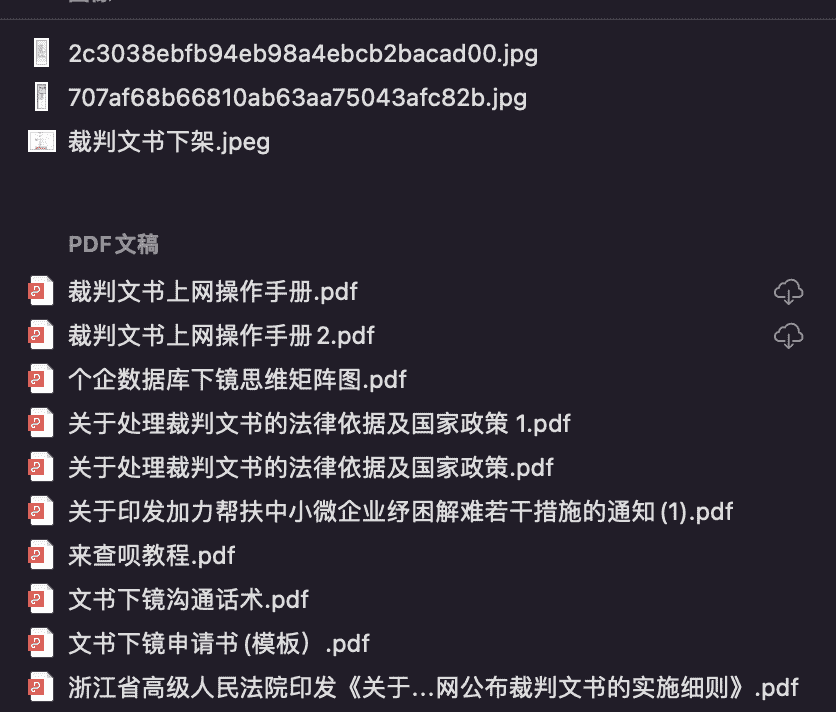 2c3038ebfb94eb98a4ebcb2bacad00.jpg
707af68b66810ab63aa75043afc82b.jpg
裁判文书下架.jpeg
PDF文稿
裁判文书上网操作手册.pdf
裁判文书上网操作手册2.pdf
个企数据库下镜思维矩阵图.pdf
关于处理裁判文书的法律依据及国家政策 1.pdf
关于处理裁判文书的法律依据及国家政策.pdf
关于印发加力帮扶中小微企业纾困解难若干措施的通知 (1).pdf
来查呗教程.pdf
文书下镜沟通话术.pdf
文书下镜申请书 (模板）.pdf
浙江省高级人民法院印发《关于...网公布裁判文书的实施细则》.pdf